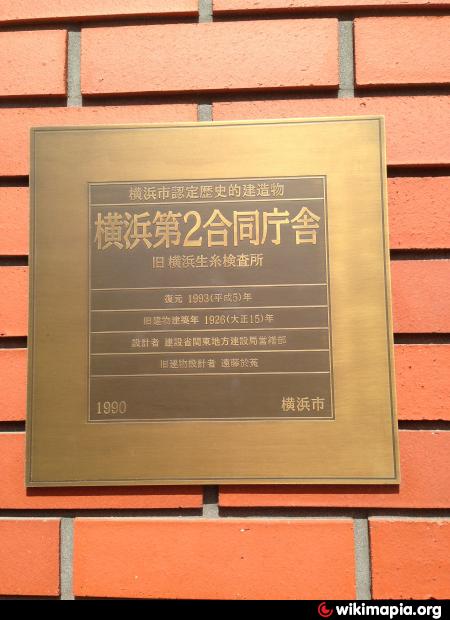 横浜市認定歴史的建造物
横浜第2合同庁舎
旧 横浜生糸検査所
復元 1993(平成5)年
旧建物建築年 1926(大正15)年
設計者 建設省関東地方建設局営繕部
旧建物設計者 遠藤於菟
1990 横浜市
wikimapia.org